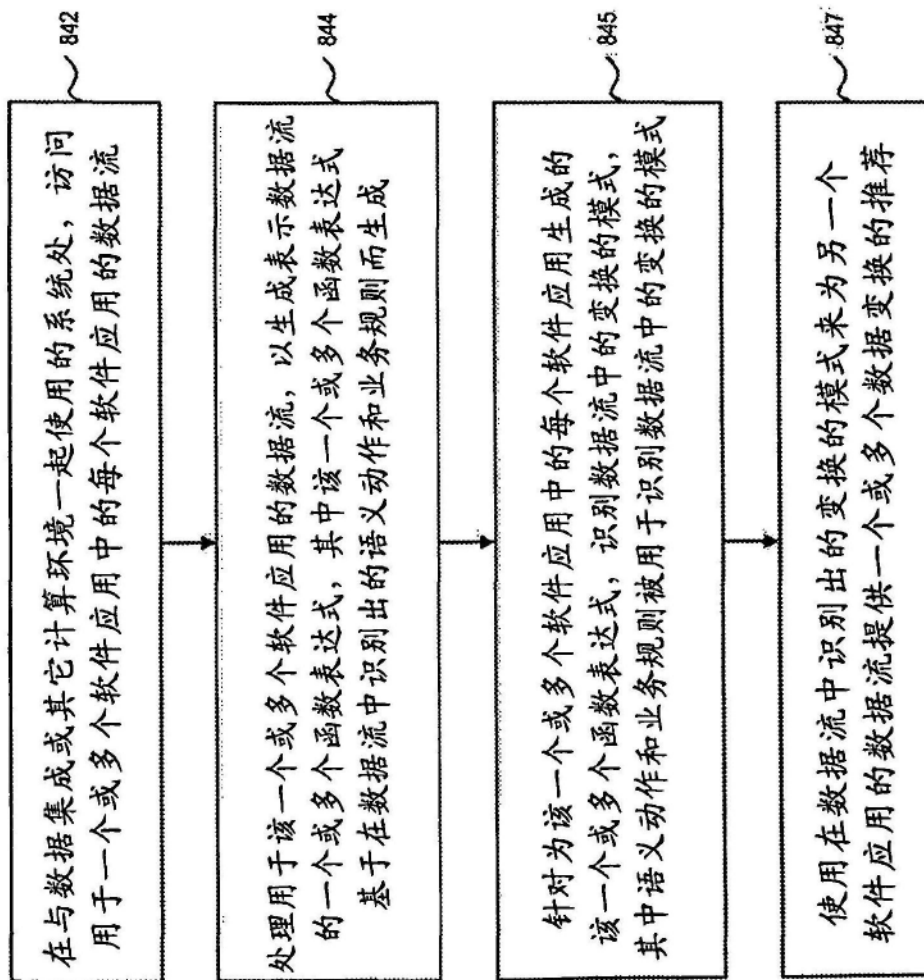 在与数据集成或其它计算环境一起使用的系统处，访问
用于一个或多个软件应用中的每个软件应用的数据流
842
处理用于该一个或多个软件应用的数据流，以生成表示数据流
的一个或多个函数表达式，其中该一个或多个函数表达式
基于在数据流中识别出的语义动作和业务规则而生成
844
针对为该一个或多个软件应用中的每个软件应用生成的
该一个或多个函数表达式，识别数据流中的变换的模式，
其中语义动作和业务规则被用于识别数据流中的变换的模式
845
使用在数据流中识别出的变换的模式来为另一个
软件应用的数据流提供一个或多个数据变换的推荐
847